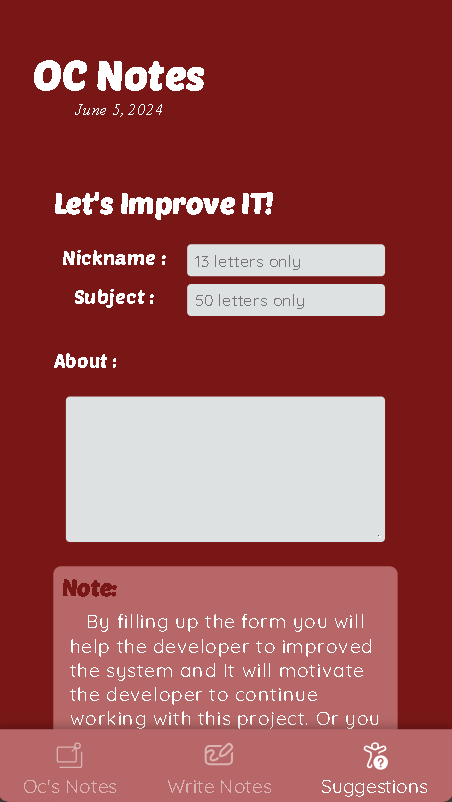 OC Notes
June 5, 2024
Let's Improve IT!
Nickname :
13 letters only
Subject :
50 letters only
About :
Note:
By filling up the form you will
help the developer to improved
the system and It will motivate
the developer to continue
working with this project. Or you
Oc's Notes
Write Notes
Suggestions